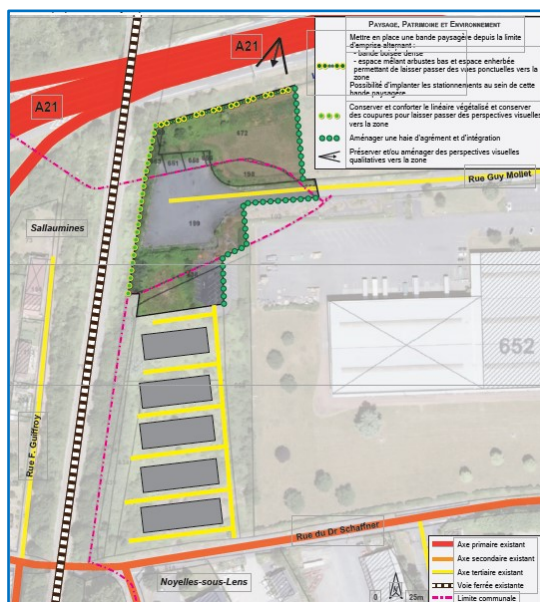 PAYSAGE, PATRIMOINE ET ENVIRONNEMENT
Mettre en place une bande paysagère depuis la limite
d'emprise alternant :
- bande boisée dense
- espace mêlant arbustes bas et espace enherbée
permettant de laisser passer des vues ponctuelles vers la
zone
Possibilité d'implanter les stationnements au sein de cette
bande paysagère
Conserver et conforter le linéaire végétalisé et conserver
des coupures pour laisser passer des perspectives visuelles
vers la zone
Aménager une haie d'agrément et d'intégration
Préserver et/ou aménager des perspectives visuelles
qualitatives vers la zone
A21
A21
672
Rue Guy Mollet
Sallaumines
199
652
Rue F. Guiffroy
Rue du Dr Schaffner
Noyelles-sous-Lens
Axe primaire existant
Axe secondaire existant
Axe tertiaire existant
Voie ferrée existante
Limite communale
0 25m